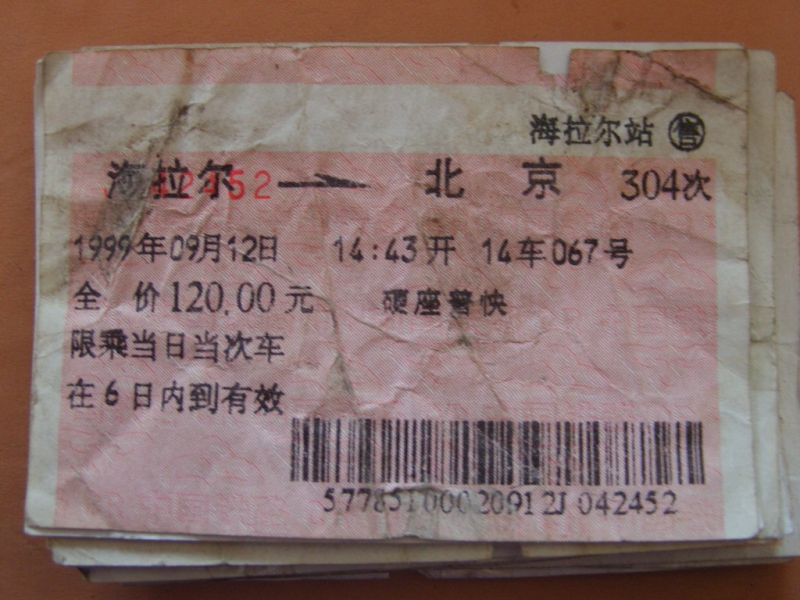 海拉尔站 ㊣售
海拉尔 → 北京 304次
1999年09月12日 14:43开 14车067号
全 价 120.00元 硬座普快
限乘当日当次车
在6日内到有效
57785100020912J 042452